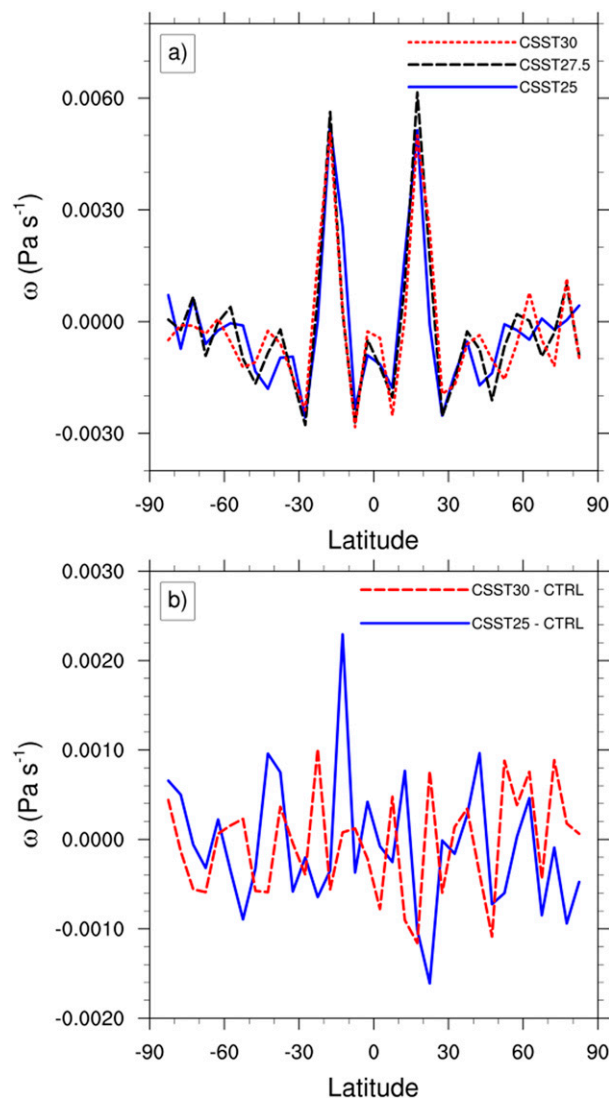 a)
CSST30
CSST27.5
CSST25
0.0060
0.0030
0.0000
-0.0030
ω (Pa s⁻¹)
-90 -60 -30 0 30 60 90
Latitude
b)
CSST30 - CTRL
CSST25 - CTRL
0.0030
0.0020
0.0010
0.0000
-0.0010
-0.0020
ω (Pa s⁻¹)
-90 -60 -30 0 30 60 90
Latitude